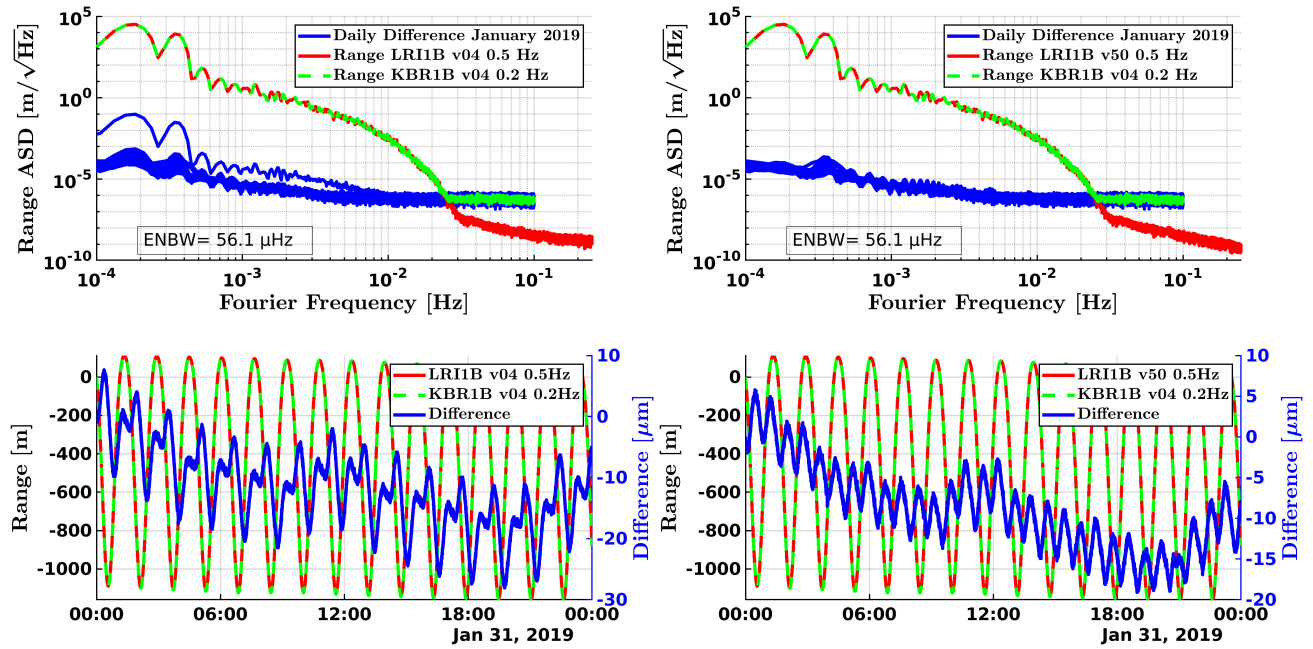 10^5
10^0
10^-5
10^-10
Range ASD [m/√Hz]
Daily Difference January 2019
Range LRI1B v04 0.5 Hz
Range KBR1B v04 0.2 Hz
ENBW= 56.1 µHz
10^-4 10^-3 10^-2 10^-1
Fourier Frequency [Hz]
10^5
10^0
10^-5
10^-10
Range ASD [m/√Hz]
Daily Difference January 2019
Range LRI1B v50 0.5 Hz
Range KBR1B v04 0.2 Hz
ENBW= 56.1 µHz
10^-4 10^-3 10^-2 10^-1
Fourier Frequency [Hz]
0
-200
-400
-600
-800
-1000
Range [m]
LRI1B v04 0.5Hz
KBR1B v04 0.2Hz
Difference
10
0
-10
-20
-30
Difference [µm]
00:00 06:00 12:00 18:00 00:00
Jan 31, 2019
0
-200
-400
-600
-800
-1000
Range [m]
LRI1B v50 0.5Hz
KBR1B v04 0.2Hz
Difference
10
5
0
-5
-10
-15
-20
Difference [µm]
00:00 06:00 12:00 18:00 00:00
Jan 31, 2019